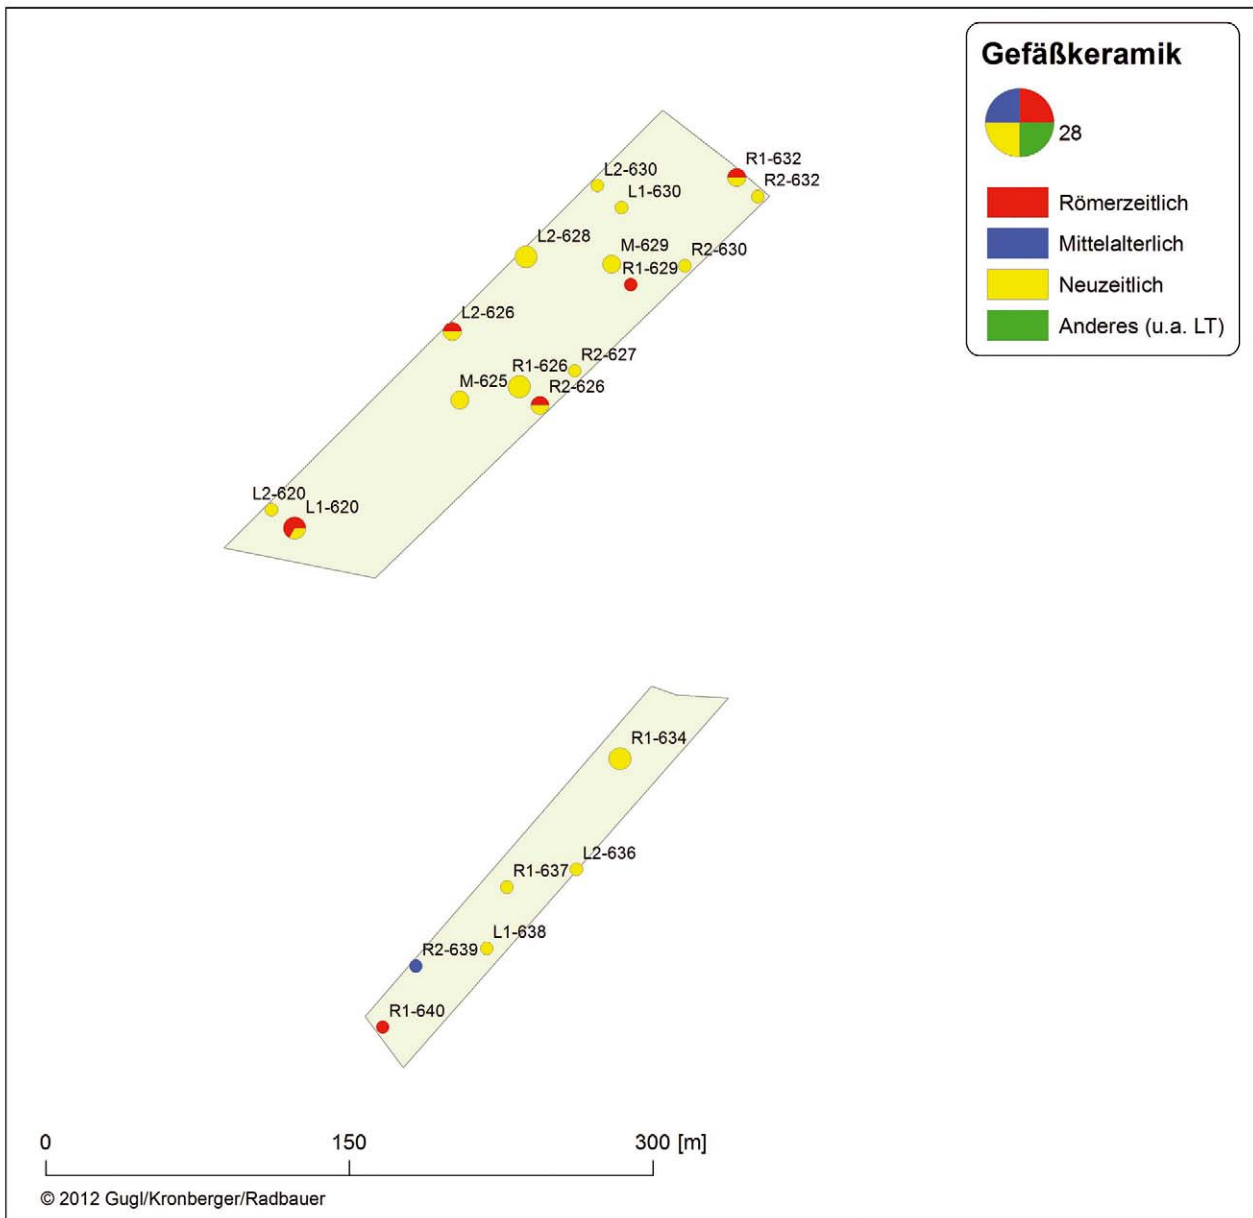 Gefäßkeramik
28
Römerzeitlich
Mittelalterlich
Neuzeitlich
Anderes (u.a. LT)
R1-632
L2-630
R2-632
L1-630
L2-628
M-629
R2-630
R1-629
L2-626
R2-627
R1-626
M-625
R2-626
L2-620
L1-620
R1-634
L2-636
R1-637
L1-638
R2-639
R1-640
0 150 300 [m]
© 2012 Gugl/Kronberger/Radbauer